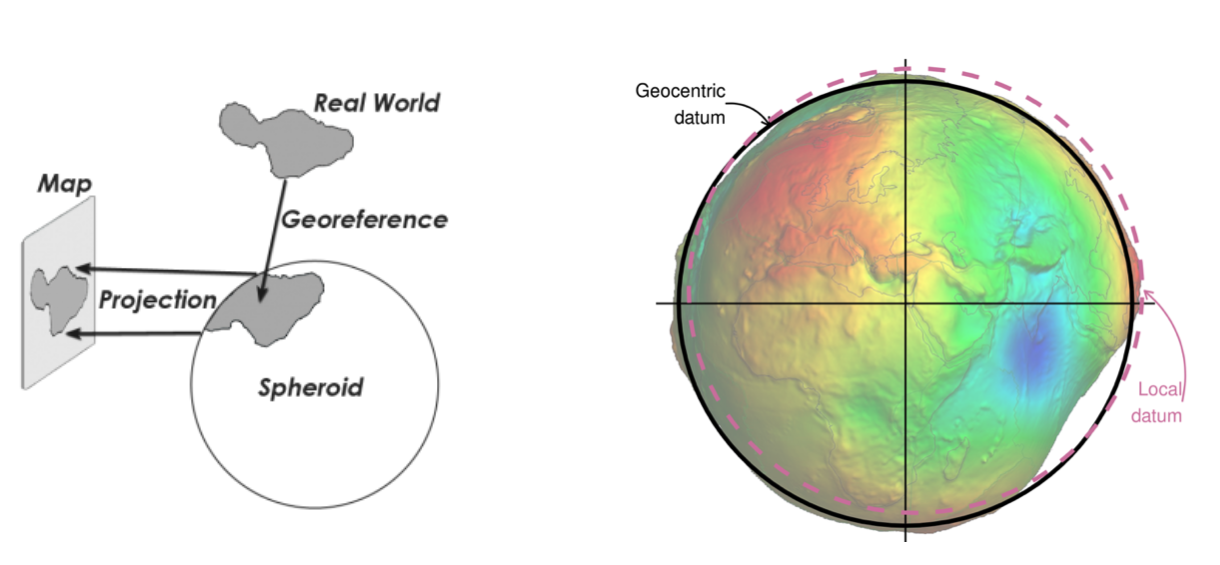 Real World
Map
Georeference
Projection
Spheroid
Geocentric
datum
Local
datum